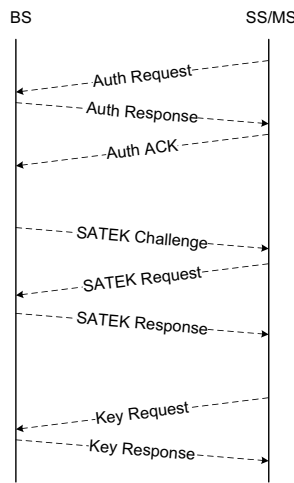 BS
SS/MS
Auth Request
Auth Response
Auth ACK
SATEK Challenge
SATEK Request
SATEK Response
Key Request
Key Response